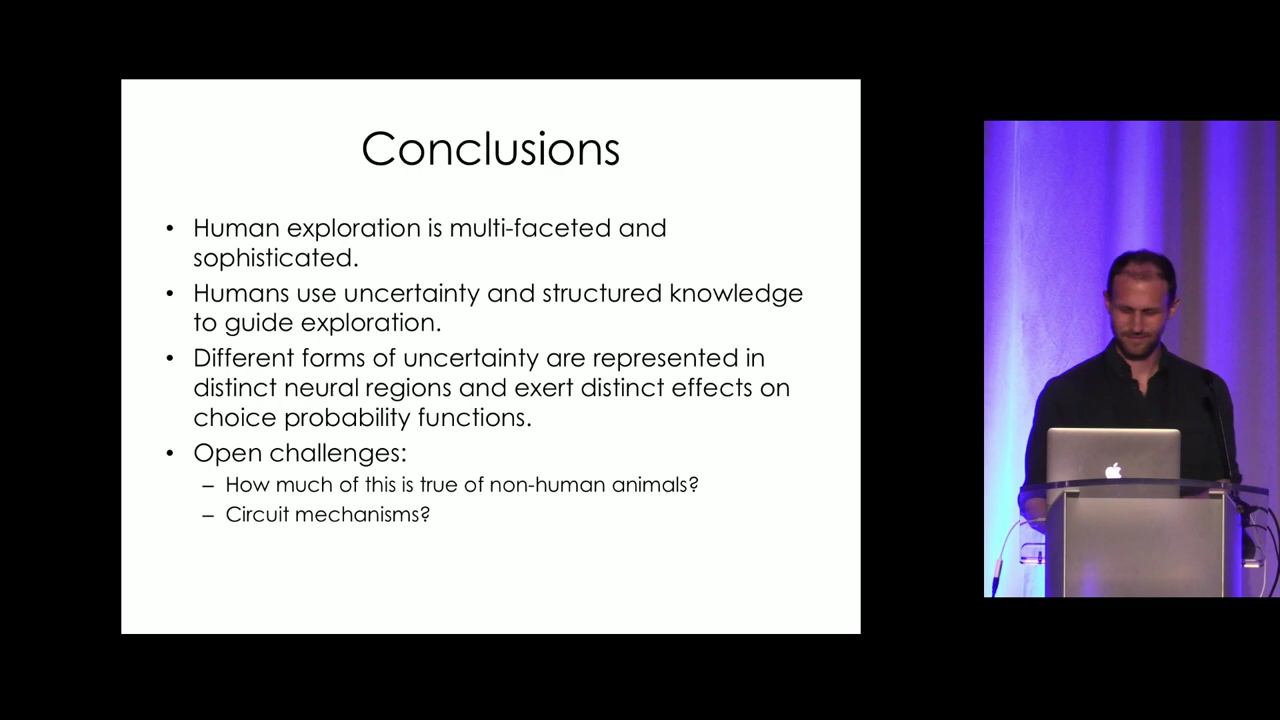 Conclusions
• Human exploration is multi-faceted and
sophisticated.
• Humans use uncertainty and structured knowledge
to guide exploration.
• Different forms of uncertainty are represented in
distinct neural regions and exert distinct effects on
choice probability functions.
• Open challenges:
– How much of this is true of non-human animals?
– Circuit mechanisms?